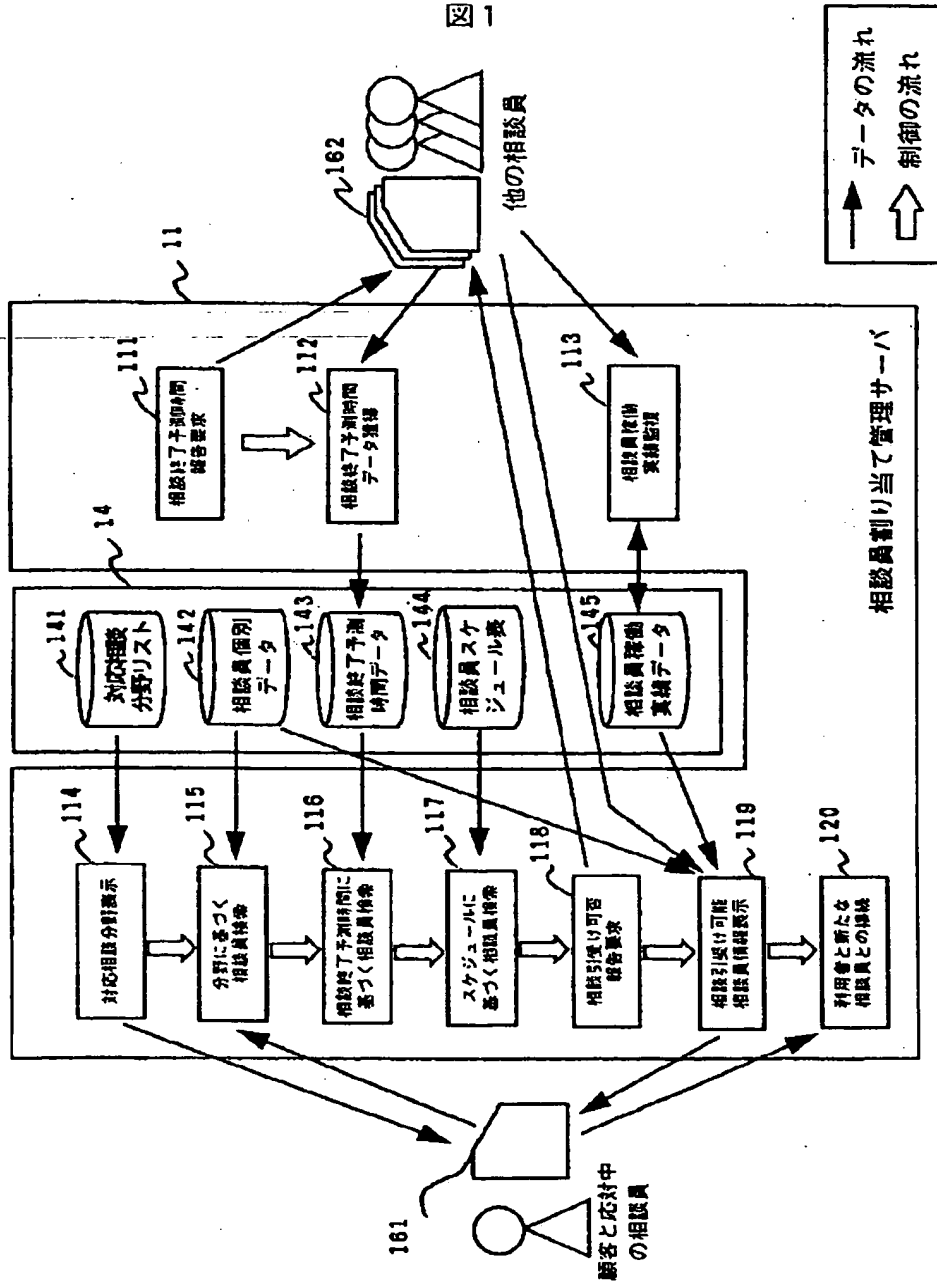 図1
11
相談員割り当て管理サーバ
111
相談終了予測時間
報告要求
112
相談終了予測時間
データ獲得
113
相談員稼働
実績監視
14
141
対応相談
分野リスト
142
相談員個別
データ
143
相談終了予測
時間データ
144
相談員スケ
ジュール表
145
相談員稼働
実績データ
114
対応相談分野表示
115
分野に基づく
相談員検索
116
相談終了予測時間に
基づく相談員検索
117
スケジュールに
基づく相談員検索
118
相談引受け可否
報告要求
119
相談引受け可能
相談員情報表示
120
利用者と新たな
相談員との接続
161
顧客と応対中
の相談員
162
他の相談員
データの流れ
制御の流れ